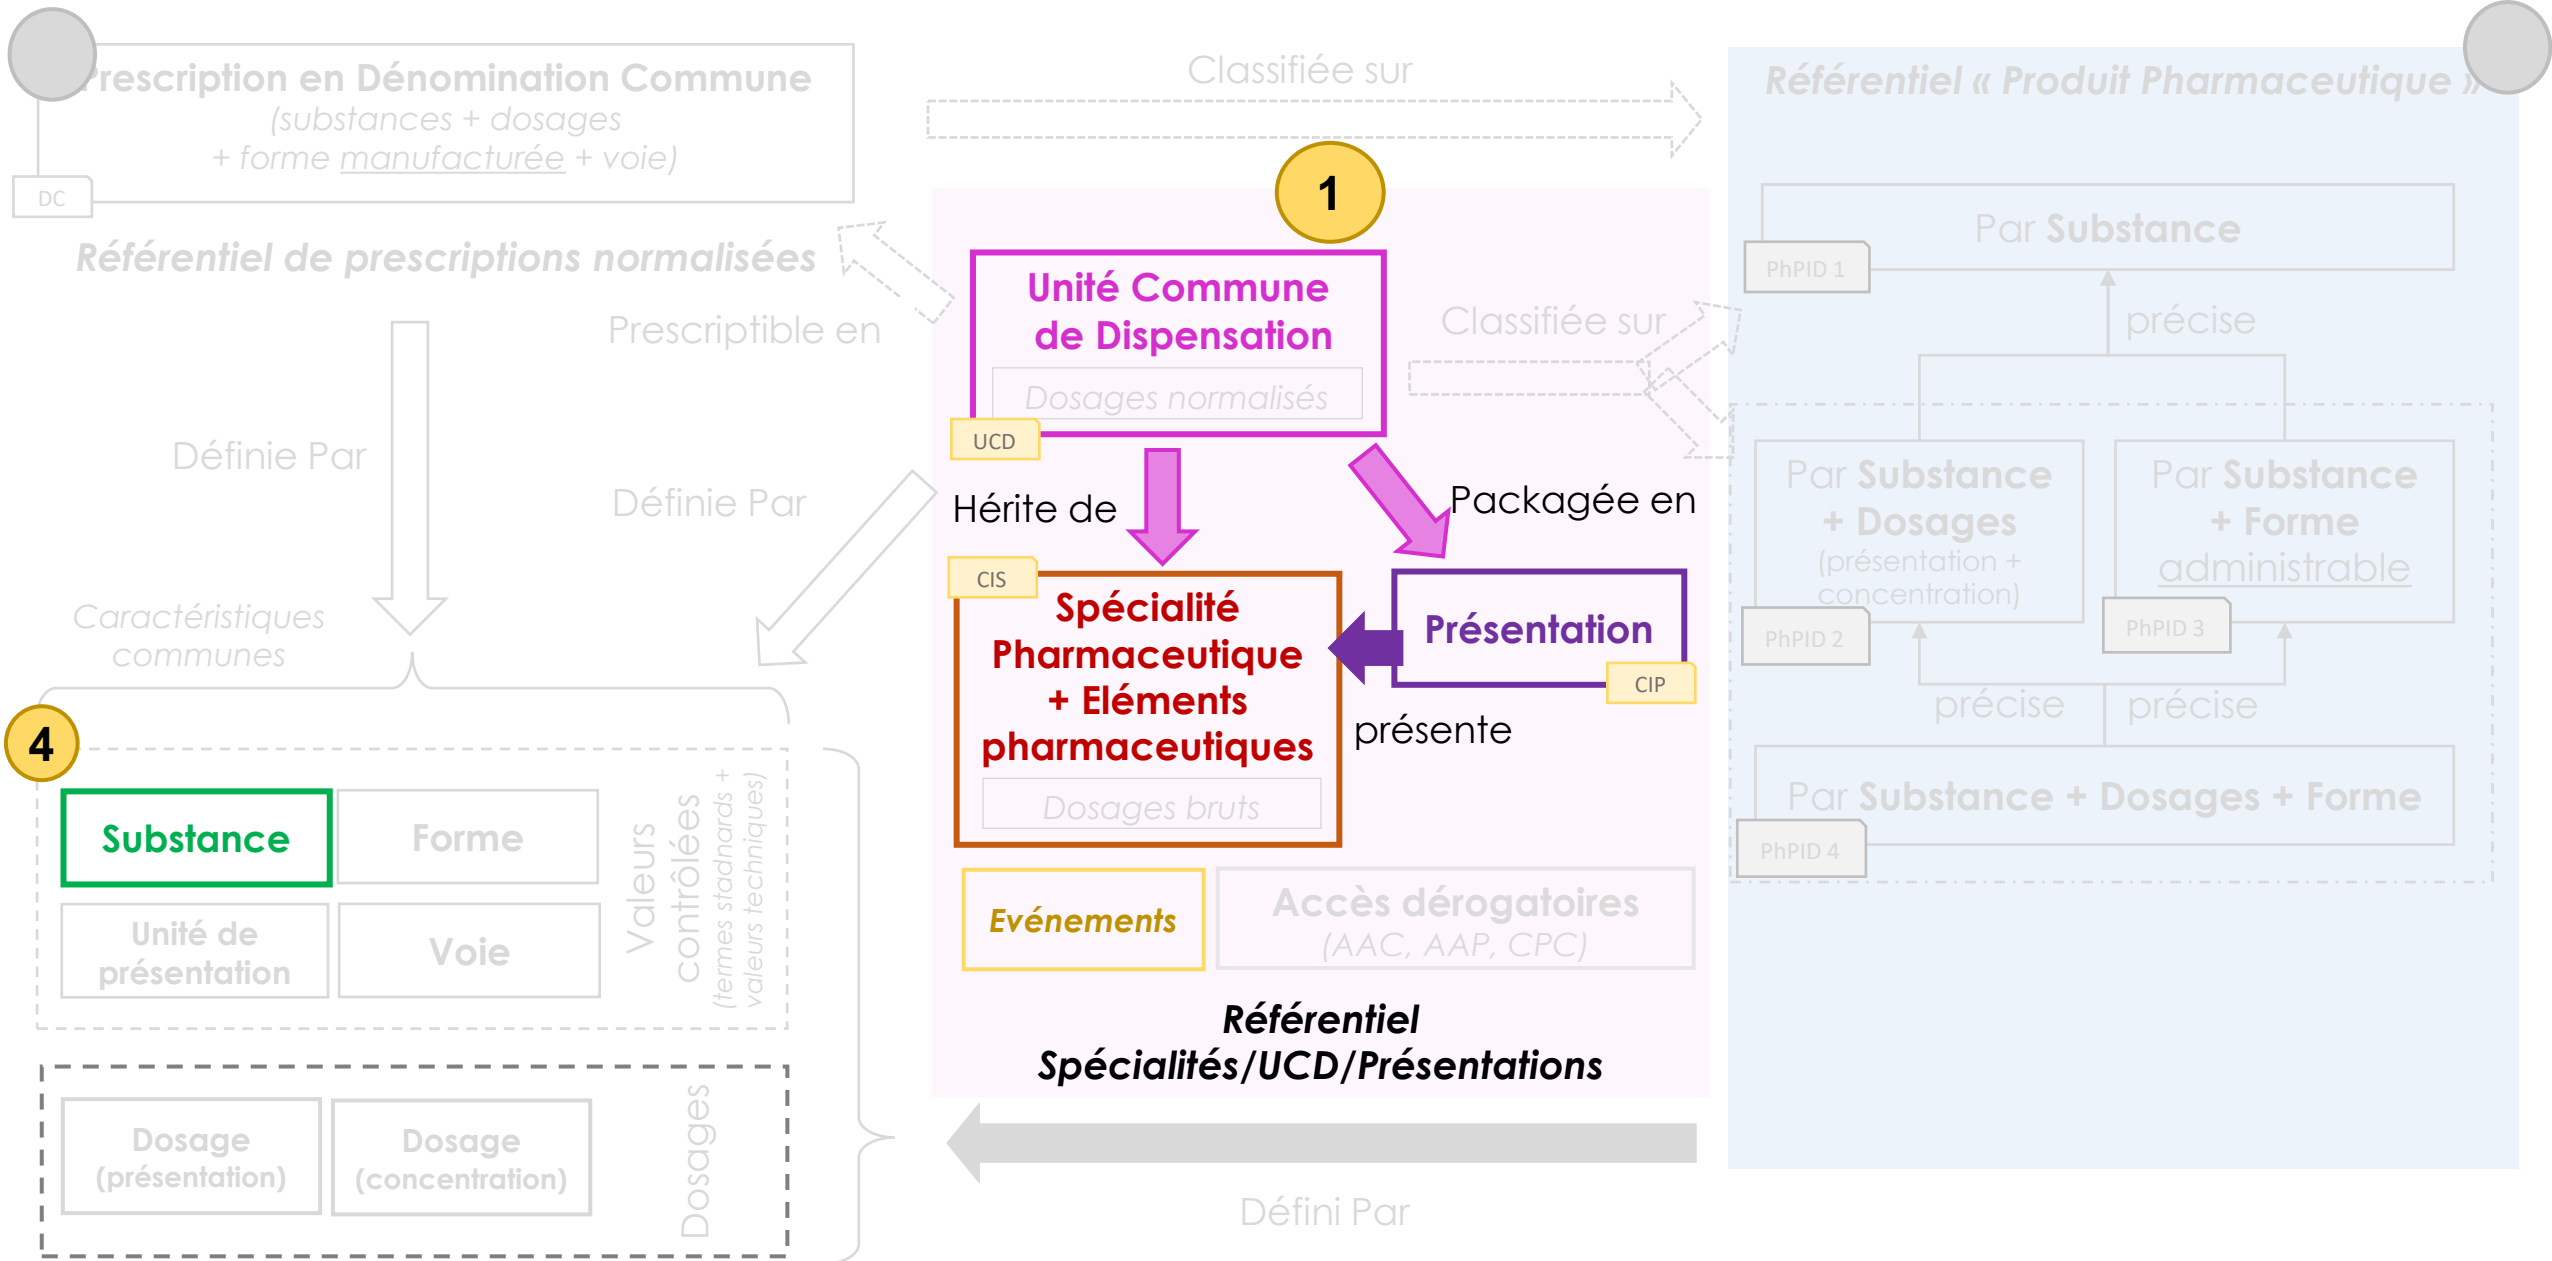 Prescription en Dénomination Commune
(substances + dosages
+ forme manufacturée + voie)
DC
Référentiel de prescriptions normalisées
Classifiée sur
Référentiel « Produit Pharmaceutique »
1
Par Substance
PhPID 1
précise
Unité Commune
de Dispensation
Dosages normalisés
UCD
Prescriptible en
Classifiée sur
Définie Par
Définie Par
Hérite de
Packagée en
Par Substance
+ Dosages
(présentation +
concentration)
PhPID 2
Par Substance
+ Forme
administrable
PhPID 3
CIS
Spécialité
Pharmaceutique
+ Eléments
pharmaceutiques
Dosages bruts
Présentation
CIP
présente
précise
précise
Par Substance + Dosages + Forme
PhPID 4
Caractéristiques
communes
4
Substance
Forme
Unité de
présentation
Voie
Valeurs
contrôlées
(termes stadnards +
valeurs techniques)
Evénements
Accès dérogatoires
(AAC, AAP, CPC)
Référentiel
Spécialités/UCD/Présentations
Dosage
(présentation)
Dosage
(concentration)
Dosages
Défini Par